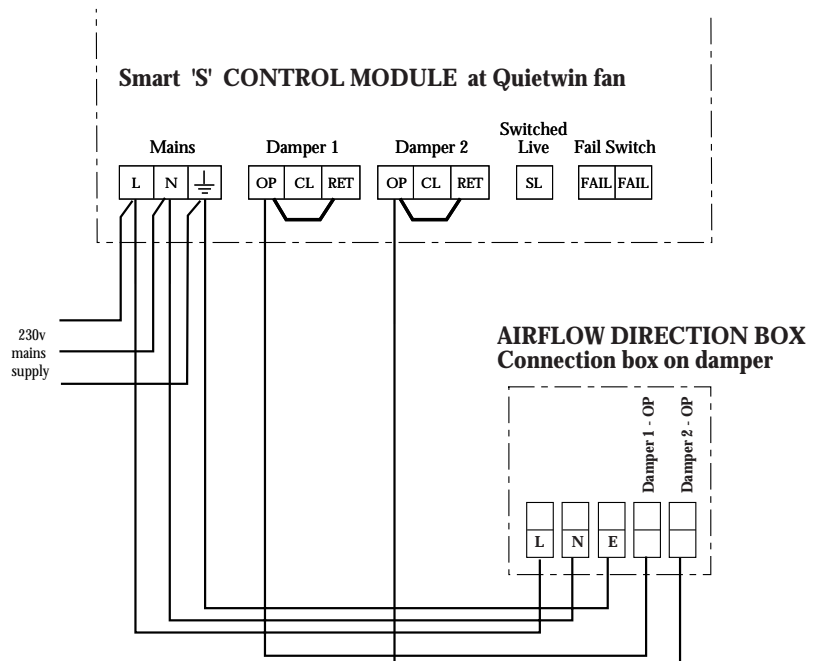 Smart 'S' CONTROL MODULE at Quietwin fan
Mains
Damper 1
Damper 2
Switched
Live
Fail Switch
L N
OP CL RET
OP CL RET
SL
FAIL FAIL
230v
mains
supply
AIRFLOW DIRECTION BOX
Connection box on damper
Damper 1 - OP
Damper 2 - OP
L N E